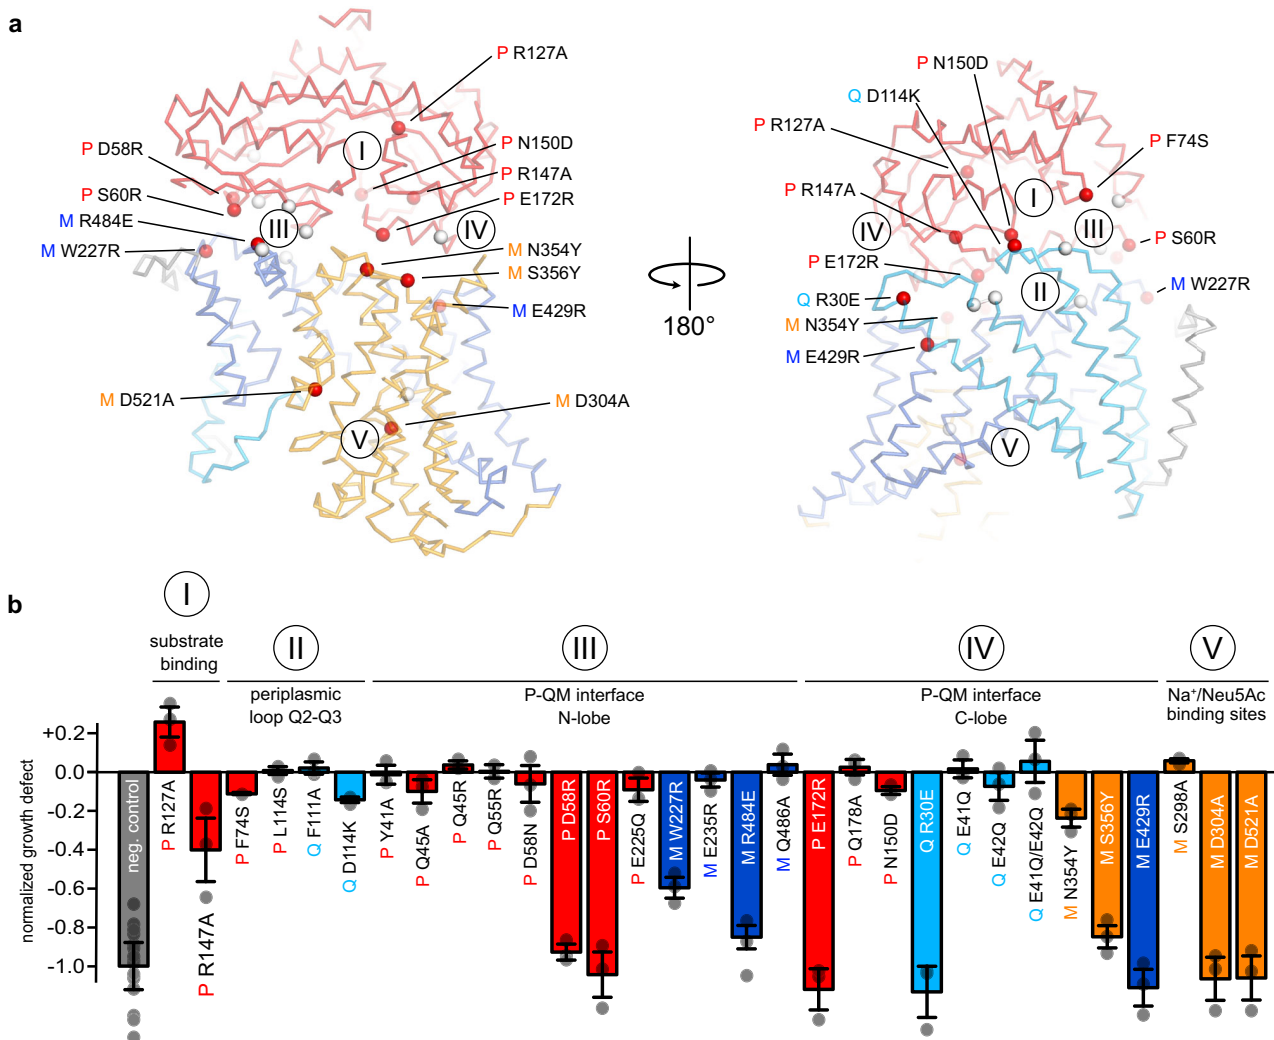 a
P R127A
P N150D
P R147A
P E172R
P D58R
P S60R
M R484E
M W227R
I
III
IV
M N354Y
M S356Y
M E429R
M D521A
M D304A
V
180°
P N150D
Q D114K
P R127A
P F74S
P R147A
I
IV
III
P S60R
P E172R
II
M W227R
Q R30E
M N354Y
M E429R
V
b
I
II
III
IV
V
substrate
binding
periplasmic
loop Q2-Q3
P-QM interface
N-lobe
P-QM interface
C-lobe
Na⁺/Neu5Ac
binding sites
normalized growth defect
+0.2
0.0
-0.2
-0.4
-0.6
-0.8
-1.0
neg. control
P R127A
P R147A
P F74S
P L114S
Q F111A
Q D114K
P Y41A
P Q45A
P Q45R
P Q55R
P D58N
P D58R
P S60R
P E225Q
M W227R
M E235R
M R484E
M Q486A
P E172R
P Q178A
P N150D
Q R30E
Q E41Q
Q E42Q
Q E41Q/E42Q
M N354Y
M S356Y
M E429R
M S298A
M D304A
M D521A